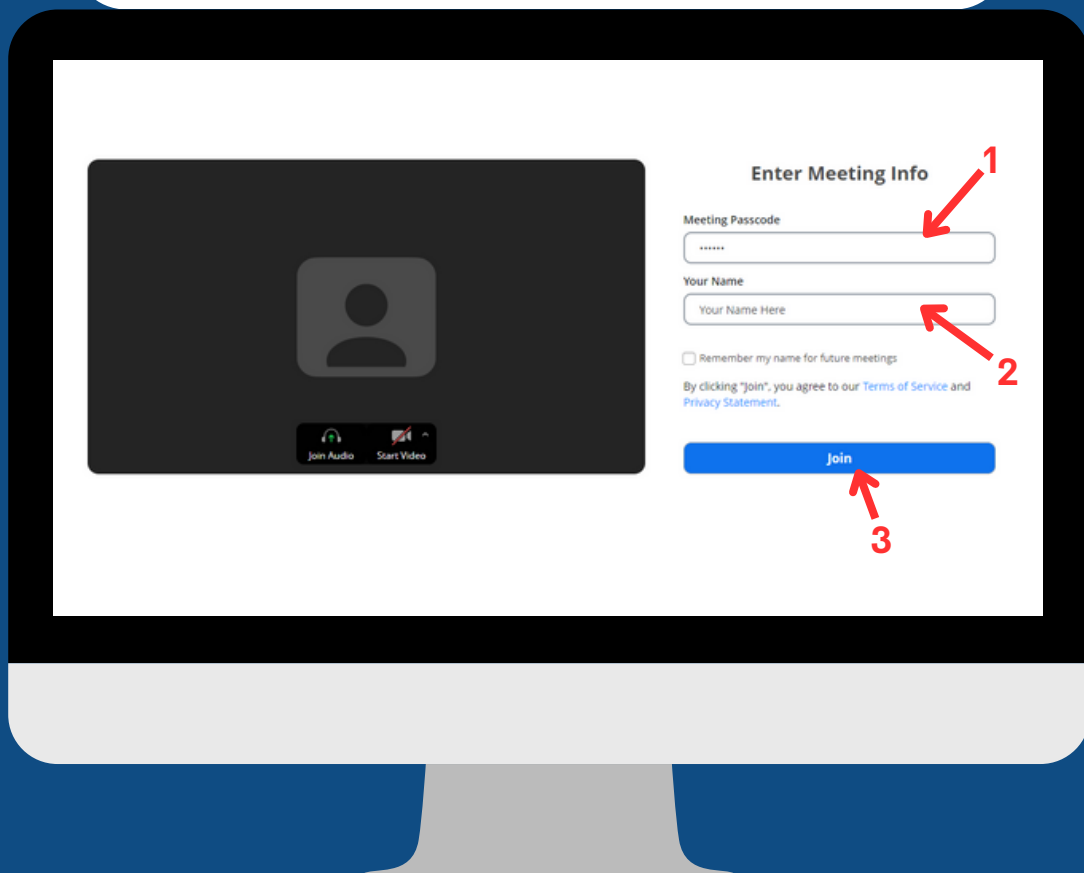 1
Enter Meeting Info
Meeting Passcode
······
Your Name
Your Name Here
Remember my name for future meetings
2
By clicking "Join", you agree to our Terms of Service and
Privacy Statement.
Join Audio Start Video
Join
3